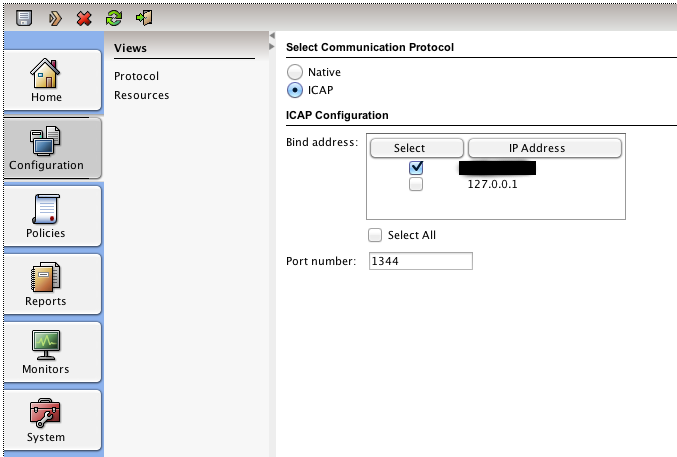 Views
Protocol
Resources
Home
Configuration
Policies
Reports
Monitors
System
Select Communication Protocol
Native
ICAP
ICAP Configuration
Bind address:
Select IP Address
127.0.0.1
Select All
Port number: 1344